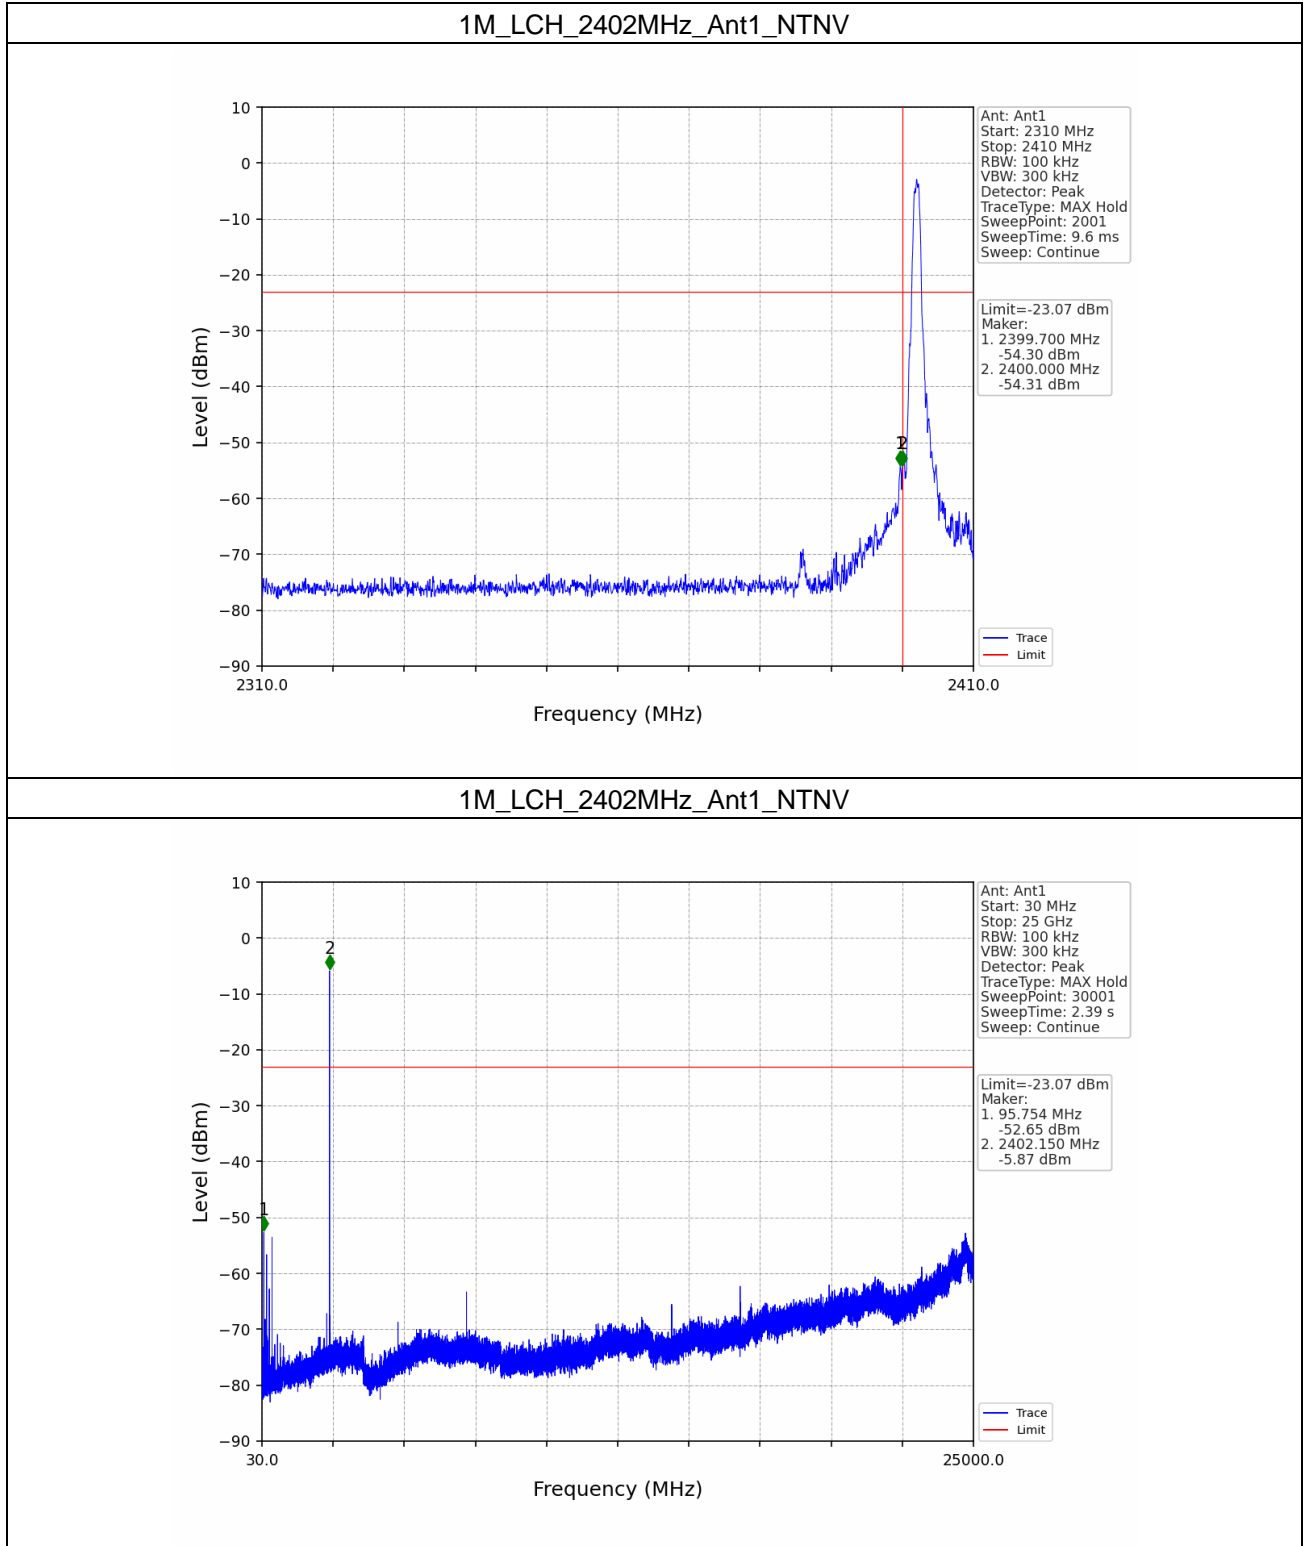 1M_LCH_2402MHz_Ant1_NTNV
10
0
−10
−20
−30
−40
−50
−60
−70
−80
−90
Level (dBm)
2310.0
2410.0
Frequency (MHz)
1
2
Ant: Ant1
Start: 2310 MHz
Stop: 2410 MHz
RBW: 100 kHz
VBW: 300 kHz
Detector: Peak
TraceType: MAX Hold
SweepPoint: 2001
SweepTime: 9.6 ms
Sweep: Continue
Limit=-23.07 dBm
Maker:
1. 2399.700 MHz
-54.30 dBm
2. 2400.000 MHz
-54.31 dBm
Trace
Limit
1M_LCH_2402MHz_Ant1_NTNV
10
0
−10
−20
−30
−40
−50
−60
−70
−80
−90
Level (dBm)
30.0
25000.0
Frequency (MHz)
1
2
Ant: Ant1
Start: 30 MHz
Stop: 25 GHz
RBW: 100 kHz
VBW: 300 kHz
Detector: Peak
TraceType: MAX Hold
SweepPoint: 30001
SweepTime: 2.39 s
Sweep: Continue
Limit=-23.07 dBm
Maker:
1. 95.754 MHz
-52.65 dBm
2. 2402.150 MHz
-5.87 dBm
Trace
Limit